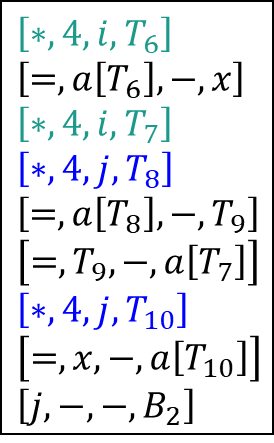 [∗, 4, i, T₆]
[=, a[T₆], −, x]
[∗, 4, i, T₇]
[∗, 4, j, T₈]
[=, a[T₈], −, T₉]
[=, T₉, −, a[T₇]]
[∗, 4, j, T₁₀]
[=, x, −, a[T₁₀]]
[j, −, −, B₂]